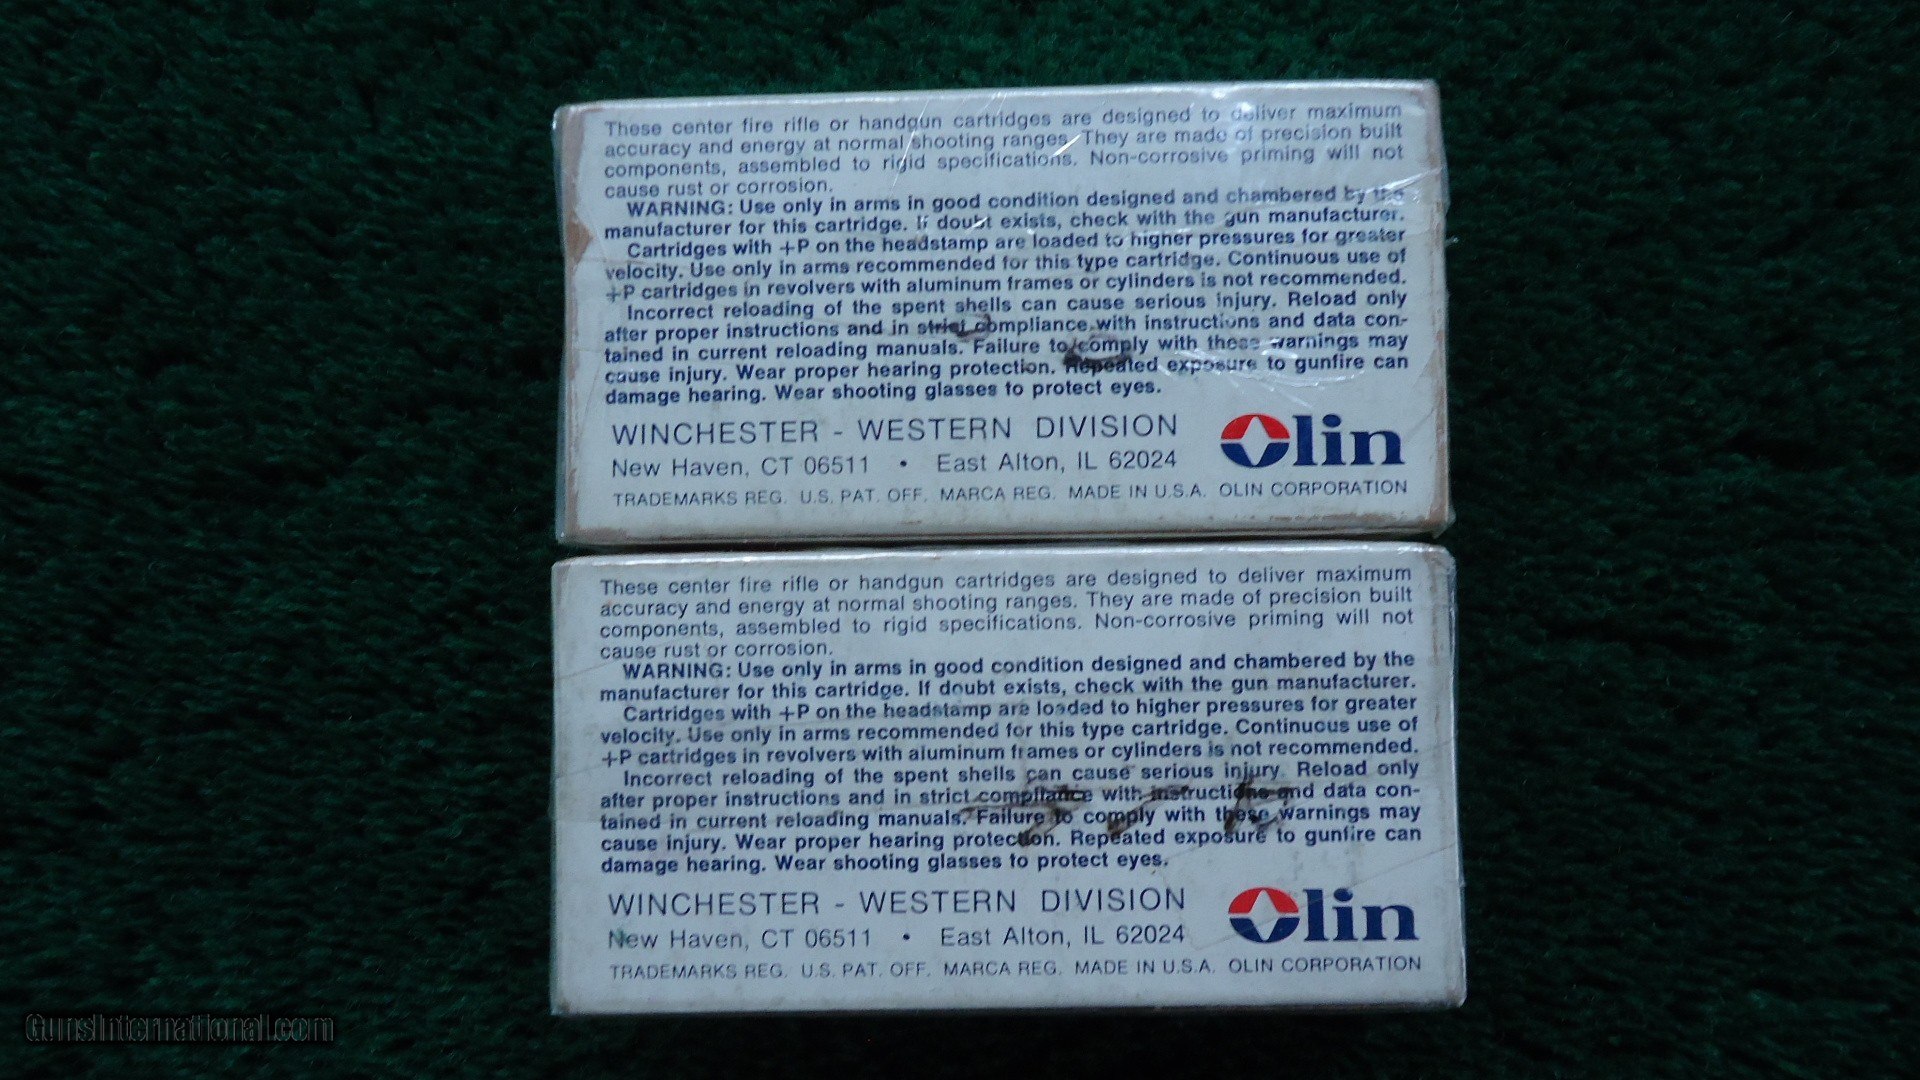 These center fire rifle or handgun cartridges are designed to deliver maximum
accuracy and energy at normal shooting ranges. They are made of precision built
components, assembled to rigid specifications. Non-corrosive priming will not
cause rust or corrosion.
WARNING: Use only in arms in good condition designed and chambered by the
manufacturer for this cartridge. If doubt exists, check with the gun manufacturer.
Cartridges with +P on the headstamp are loaded to higher pressures for greater
velocity. Use only in arms recommended for this type cartridge. Continuous use of
+P cartridges in revolvers with aluminum frames or cylinders is not recommended.
Incorrect reloading of the spent shells can cause serious injury. Reload only
after proper instructions and in strict compliance with instructions and data con-
tained in current reloading manuals. Failure to comply with these warnings may
cause injury. Wear proper hearing protection. Repeated exposure to gunfire can
damage hearing. Wear shooting glasses to protect eyes.
WINCHESTER - WESTERN DIVISION
Olin
New Haven, CT 06511 • East Alton, IL 62024
TRADEMARKS REG. U.S. PAT. OFF. MARCA REG. MADE IN U.S.A. OLIN CORPORATION
These center fire rifle or handgun cartridges are designed to deliver maximum
accuracy and energy at normal shooting ranges. They are made of precision built
components, assembled to rigid specifications. Non-corrosive priming will not
cause rust or corrosion.
WARNING: Use only in arms in good condition designed and chambered by the
manufacturer for this cartridge. If doubt exists, check with the gun manufacturer.
Cartridges with +P on the headstamp are loaded to higher pressures for greater
velocity. Use only in arms recommended for this type cartridge. Continuous use of
+P cartridges in revolvers with aluminum frames or cylinders is not recommended.
Incorrect reloading of the spent shells can cause serious injury. Reload only
after proper instructions and in strict compliance with instructions and data con-
tained in current reloading manuals. Failure to comply with these warnings may
cause injury. Wear proper hearing protection. Repeated exposure to gunfire can
damage hearing. Wear shooting glasses to protect eyes.
WINCHESTER - WESTERN DIVISION
Olin
New Haven, CT 06511 • East Alton, IL 62024
TRADEMARKS REG. U.S. PAT. OFF. MARCA REG. MADE IN U.S.A. OLIN CORPORATION
GunsInternational.com